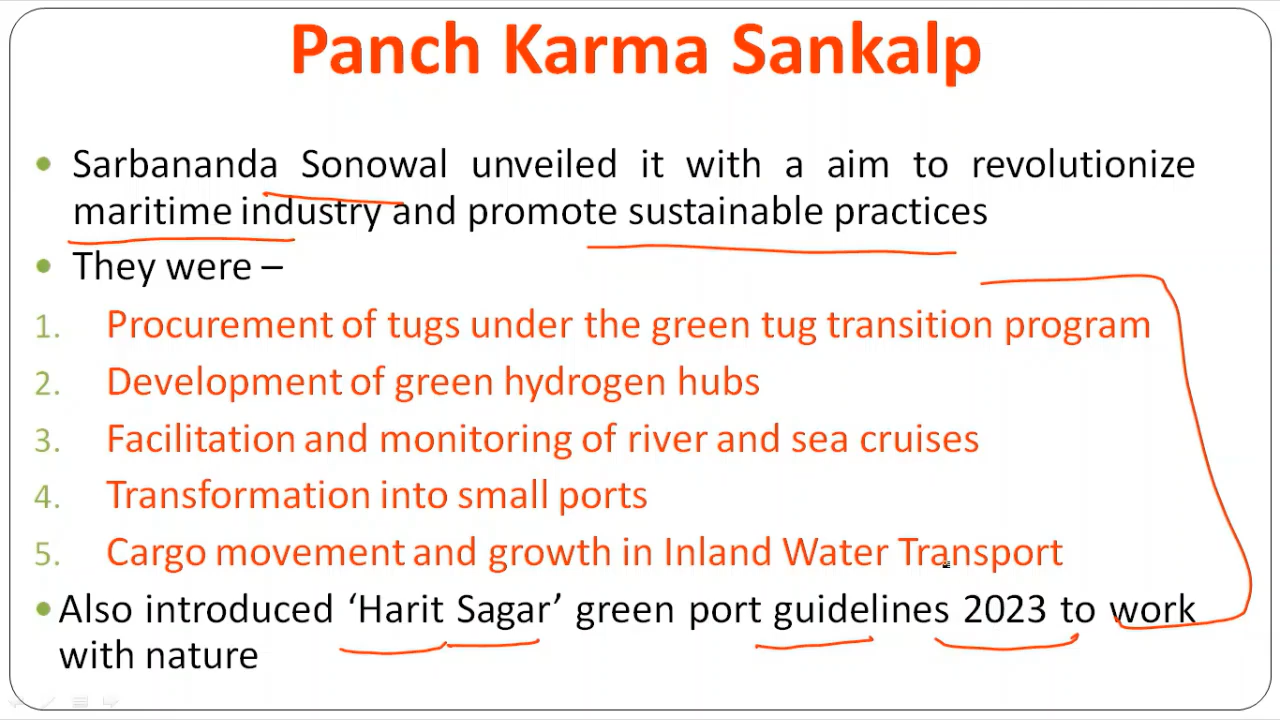 Panch Karma Sankalp
• Sarbananda Sonowal unveiled it with a aim to revolutionize
maritime industry and promote sustainable practices
• They were –
1. Procurement of tugs under the green tug transition program
2. Development of green hydrogen hubs
3. Facilitation and monitoring of river and sea cruises
4. Transformation into small ports
5. Cargo movement and growth in Inland Water Transport
• Also introduced ‘Harit Sagar’ green port guidelines 2023 to work
with nature